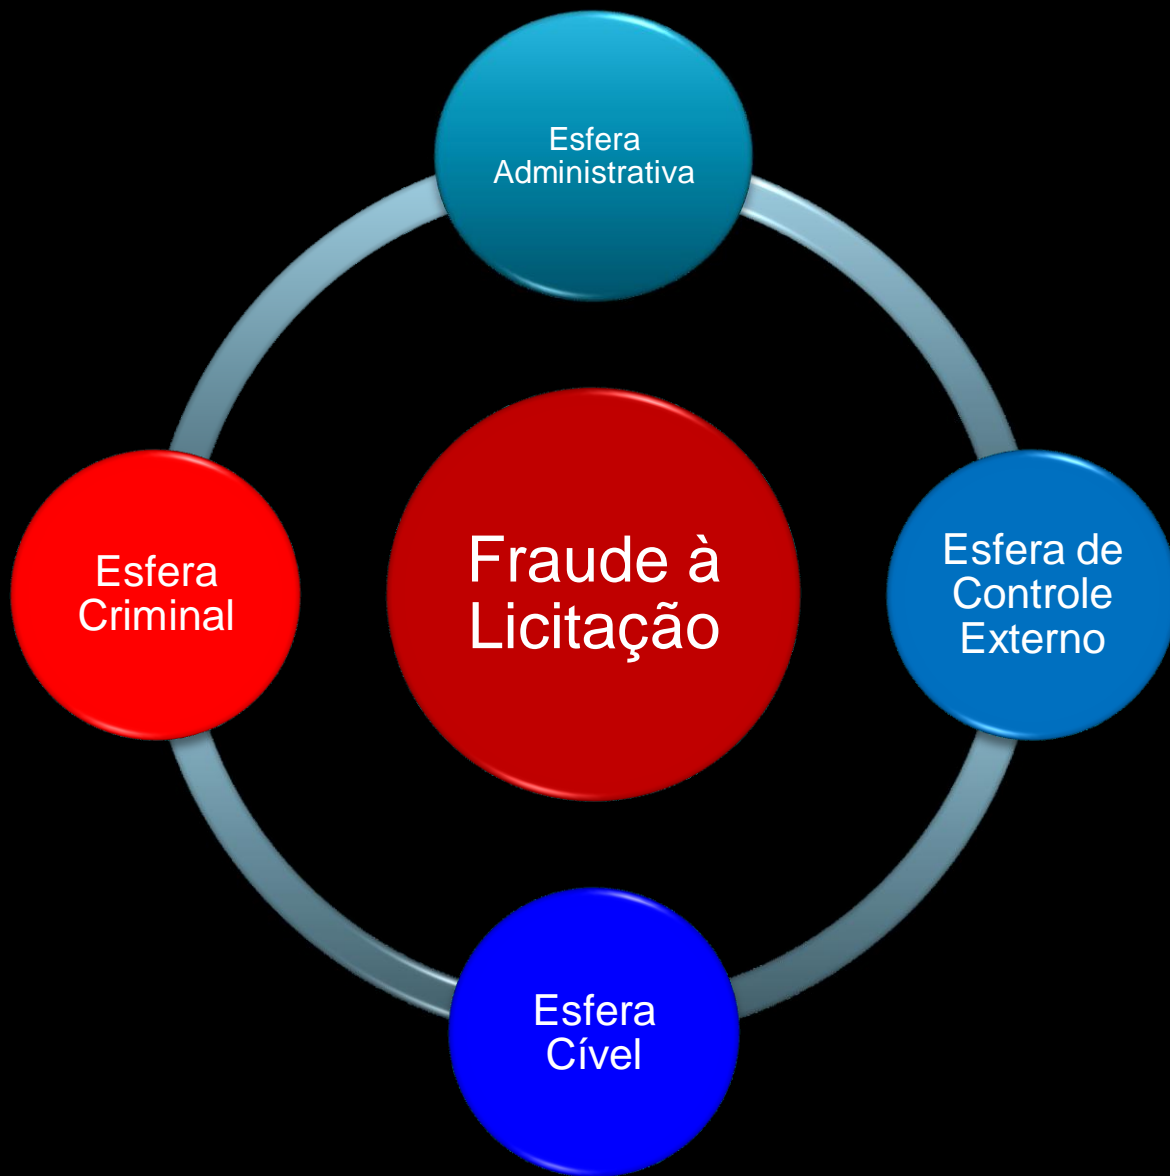 Esfera
Administrativa
Fraude à
Licitação
Esfera de
Controle
Externo
Esfera
Criminal
Esfera
Cível